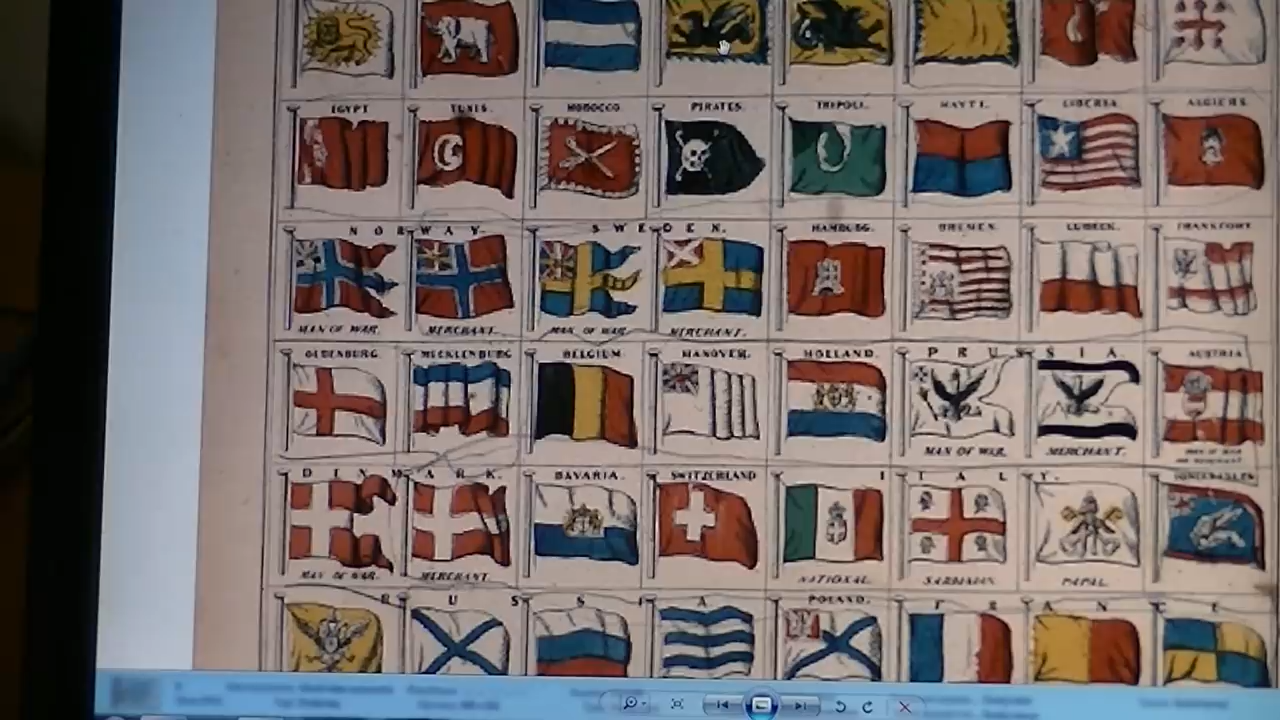 EGYPT TUNIS. MOROCCO PIRATES. TRIPOLI. HAYTI. LIBERIA. ALGIERS
NORWAY. SWEDEN. HAMBURG. BREMEN. LUBECK. FRANKFORT
MAN OF WAR. MERCHANT. MAN OF WAR MERCHANT.
OLDENBURG. MECKLENBURG BELGIUM HANOVER. HOLLAND. PRUSSIA. AUSTRIA
MAN OF WAR. MERCHANT.
DENMARK. BAVARIA. SWITZERLAND ITALY.
MAN OF WAR. MERCHANT. NATIONAL. SARDINIAN PAPAL.
RUSSIA POLAND. FRANCE